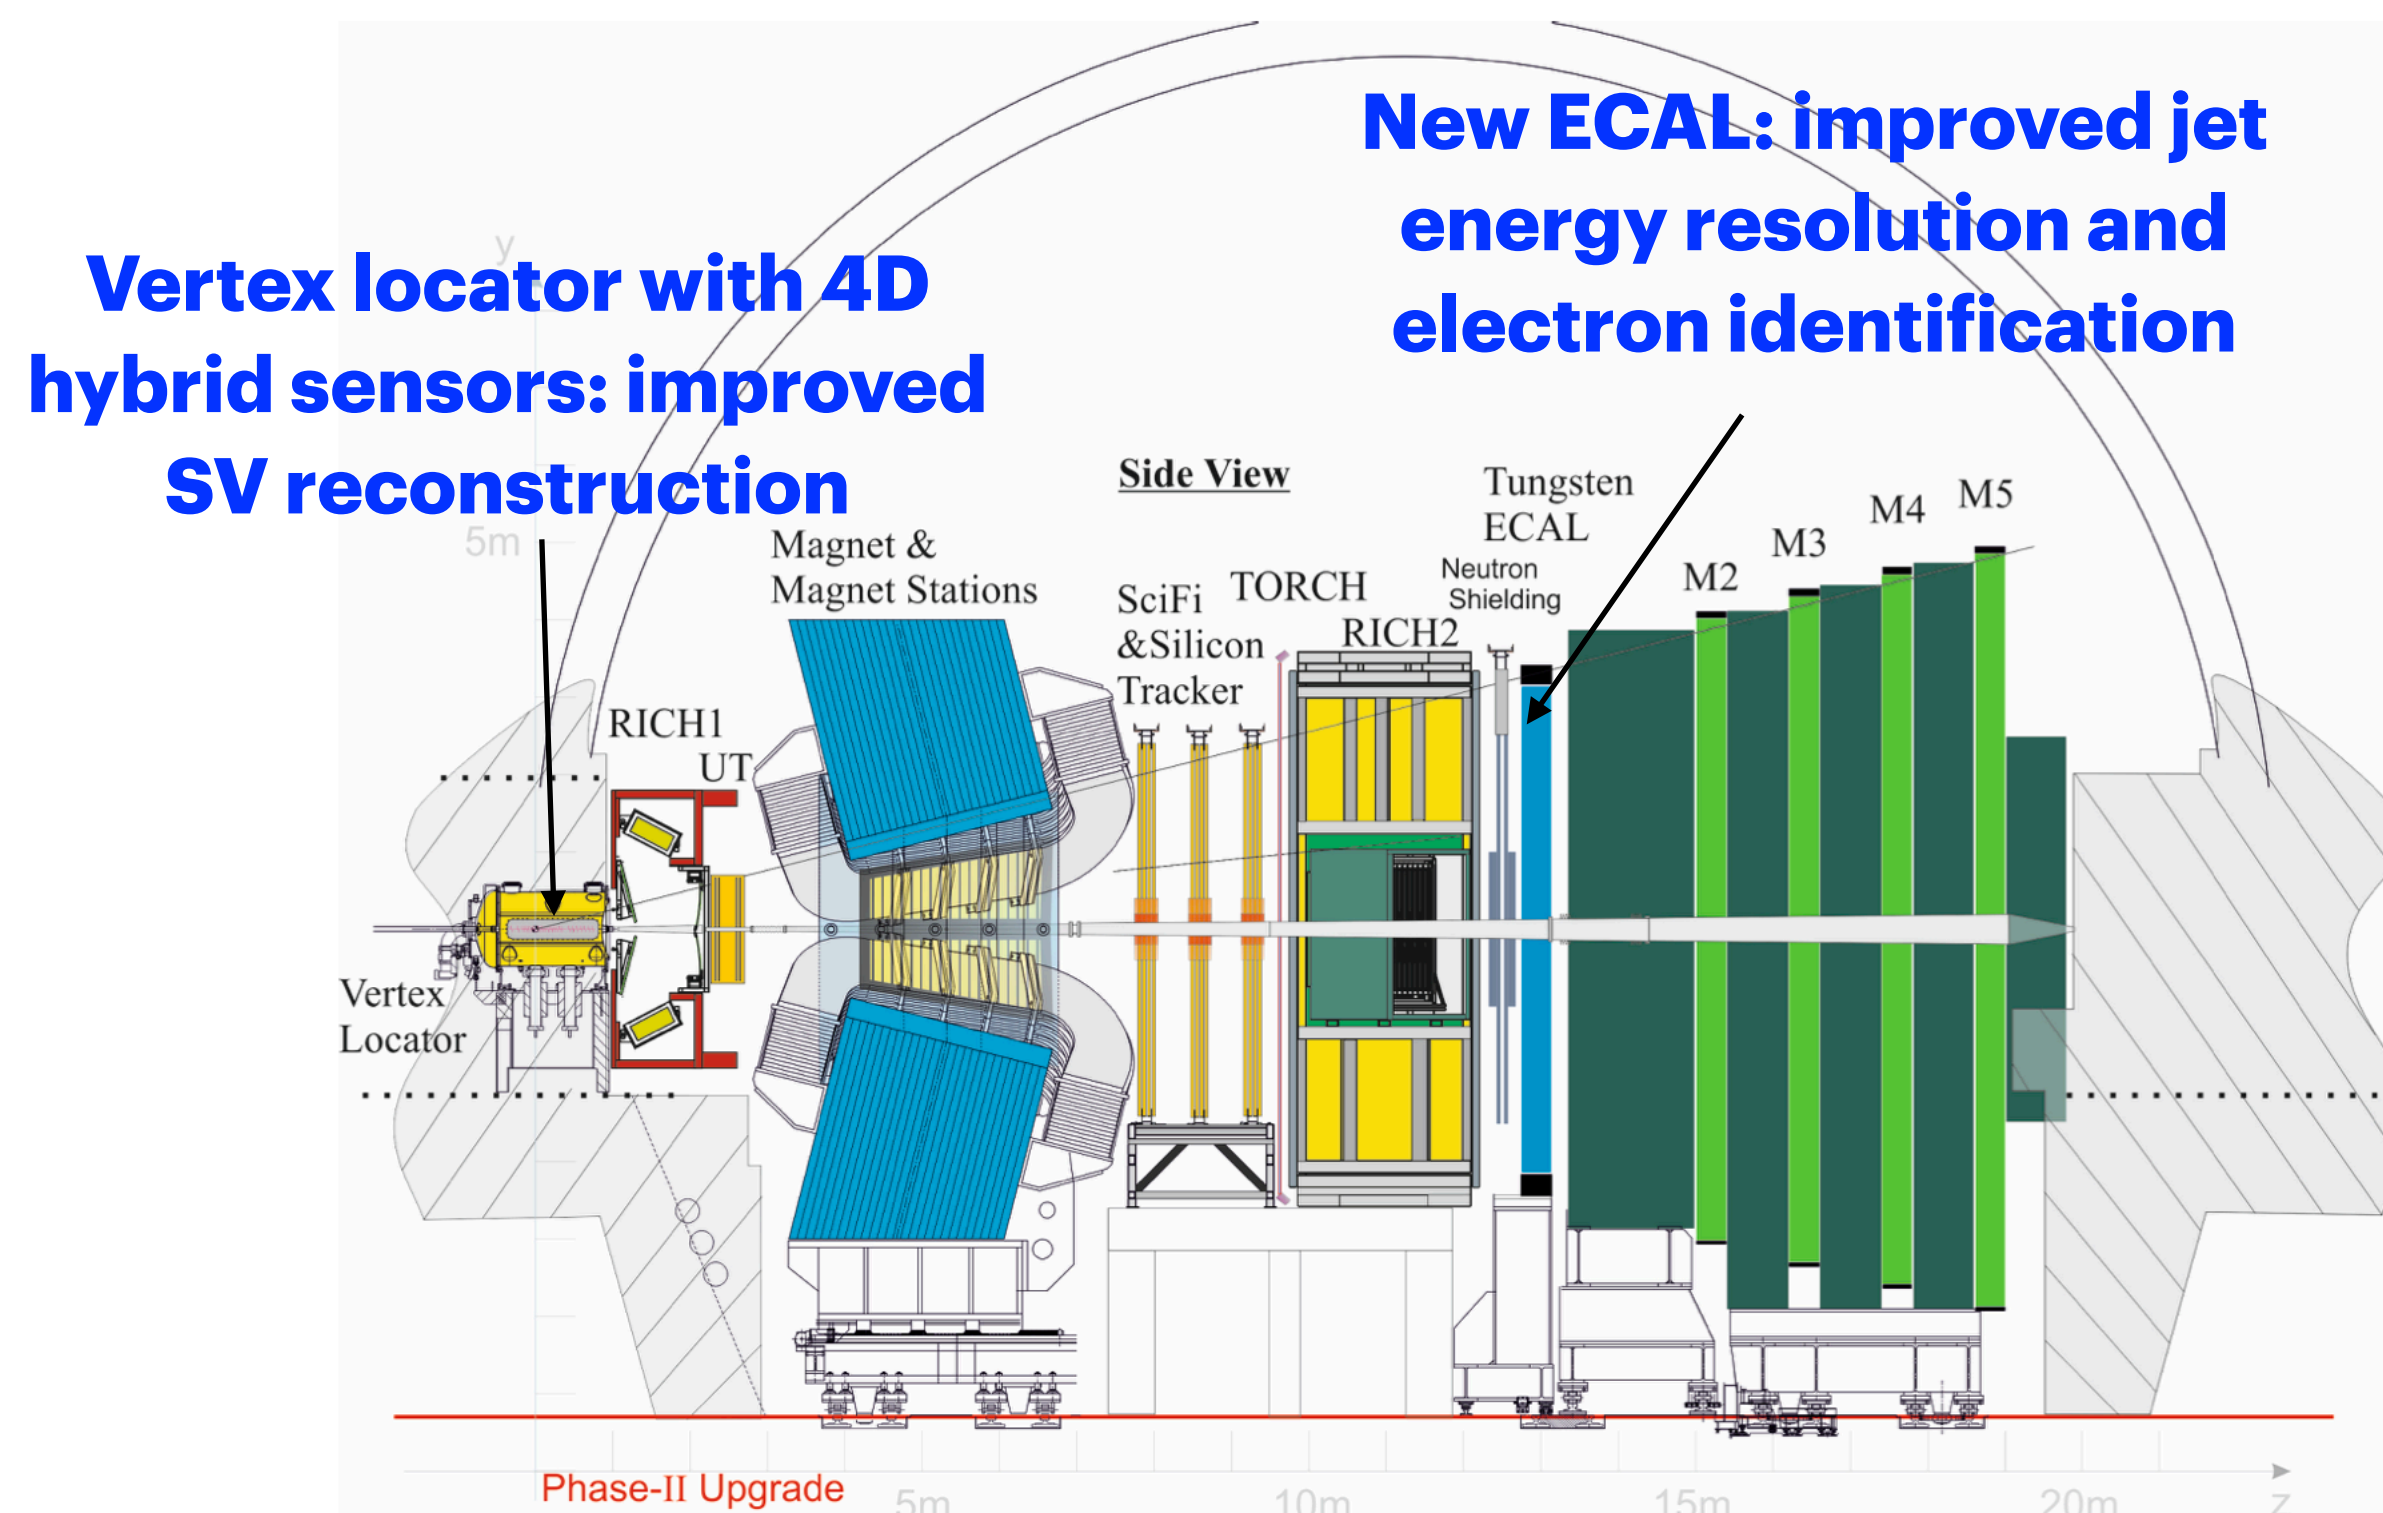 New ECAL: improved jet
energy resolution and
electron identification
y
Vertex locator with 4D
hybrid sensors: improved
SV reconstruction
5m
Side View
Magnet &
Magnet Stations
SciFi
&Silicon
Tracker
TORCH
RICH2
Tungsten
ECAL
Neutron
Shielding
M2
M3
M4
M5
RICH1
UT
Vertex
Locator
Phase-II Upgrade
5m
10m
15m
20m
z